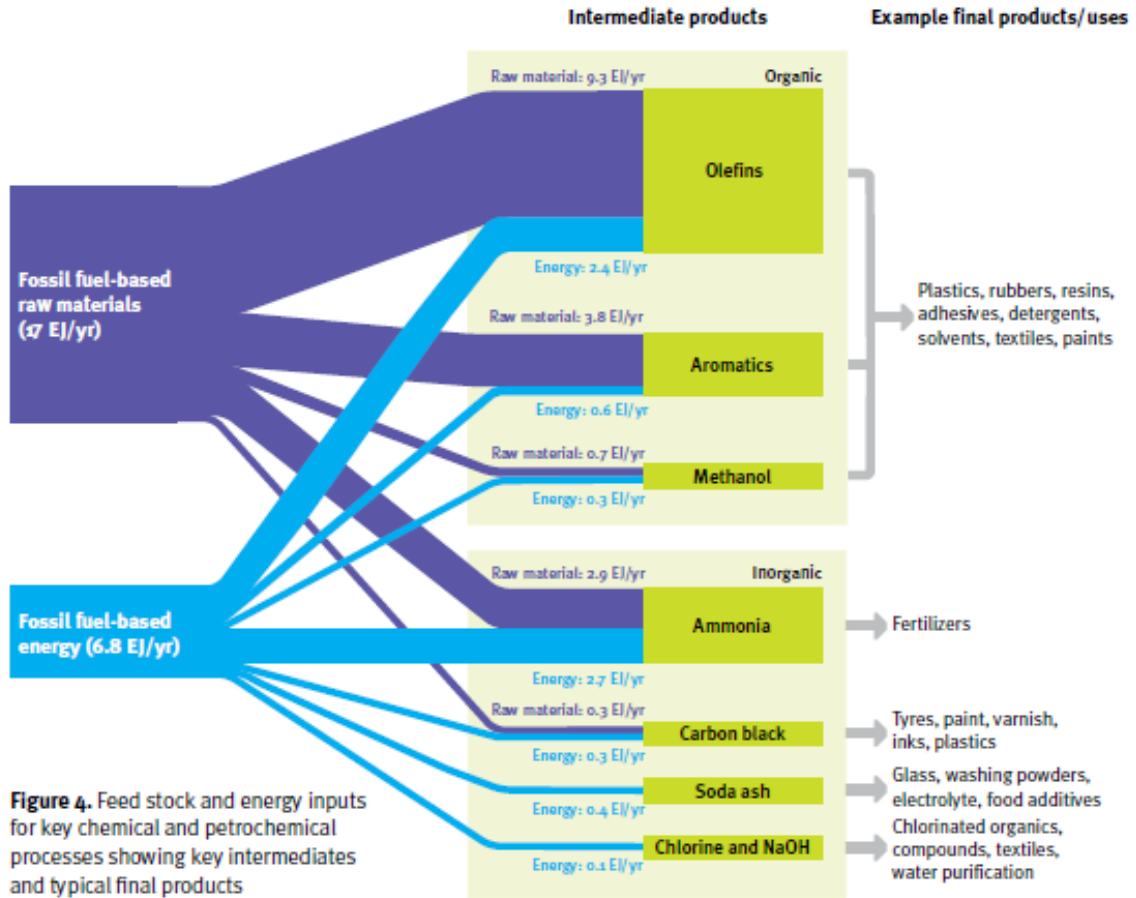 Intermediate products
Example final products/uses
Raw material: 9.3 EJ/yr
Organic
Olefins
Energy: 2.4 EJ/yr
Fossil fuel-based
raw materials
(17 EJ/yr)
Raw material: 3.8 EJ/yr
Aromatics
Energy: 0.6 EJ/yr
Plastics, rubbers, resins,
adhesives, detergents,
solvents, textiles, paints
Raw material: 0.7 EJ/yr
Methanol
Energy: 0.3 EJ/yr
Raw material: 2.9 EJ/yr
Inorganic
Fossil fuel-based
energy (6.8 EJ/yr)
Ammonia
Fertilizers
Energy: 2.7 EJ/yr
Raw material: 0.3 EJ/yr
Carbon black
Energy: 0.3 EJ/yr
Tyres, paint, varnish,
inks, plastics
Soda ash
Energy: 0.4 EJ/yr
Glass, washing powders,
electrolyte, food additives
Chlorine and NaOH
Energy: 0.1 EJ/yr
Chlorinated organics,
compounds, textiles,
water purification
Figure 4. Feed stock and energy inputs
for key chemical and petrochemical
processes showing key intermediates
and typical final products